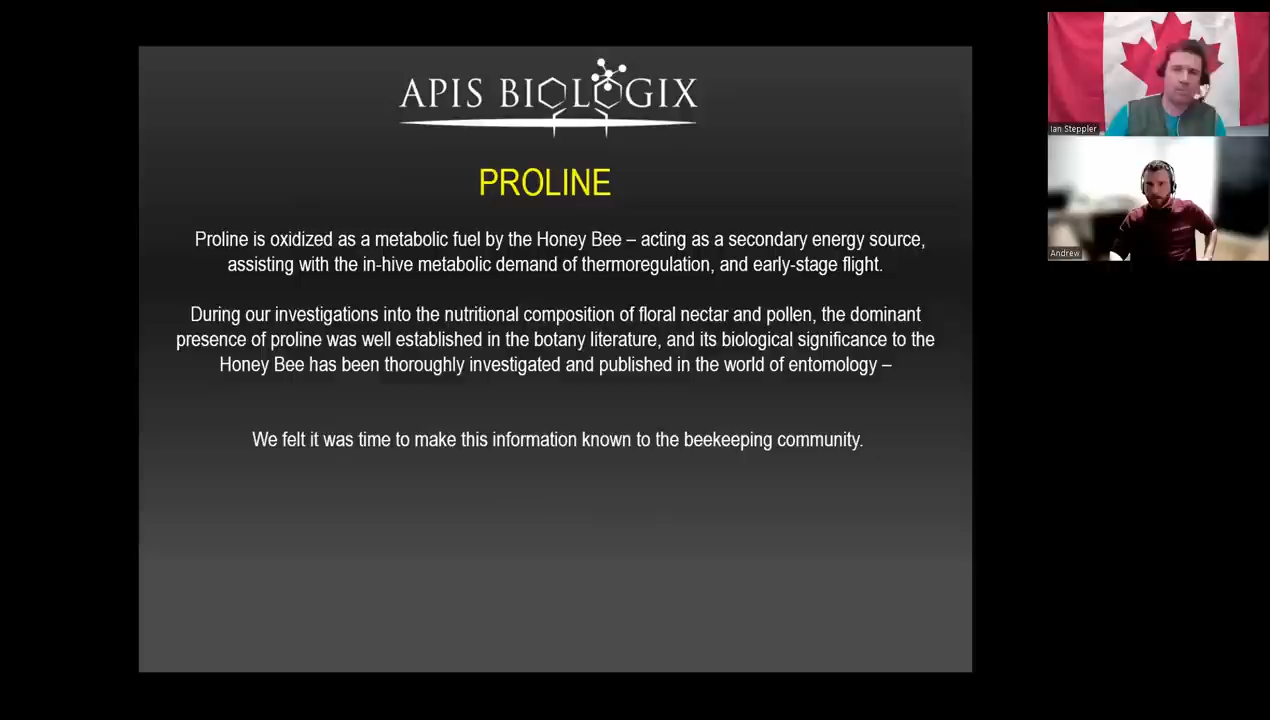 APIS BIOLOGIX
PROLINE
Proline is oxidized as a metabolic fuel by the Honey Bee – acting as a secondary energy source,
assisting with the in-hive metabolic demand of thermoregulation, and early-stage flight.
During our investigations into the nutritional composition of floral nectar and pollen, the dominant
presence of proline was well established in the botany literature, and its biological significance to the
Honey Bee has been thoroughly investigated and published in the world of entomology –
We felt it was time to make this information known to the beekeeping community.
Ian Steppler
Andrew